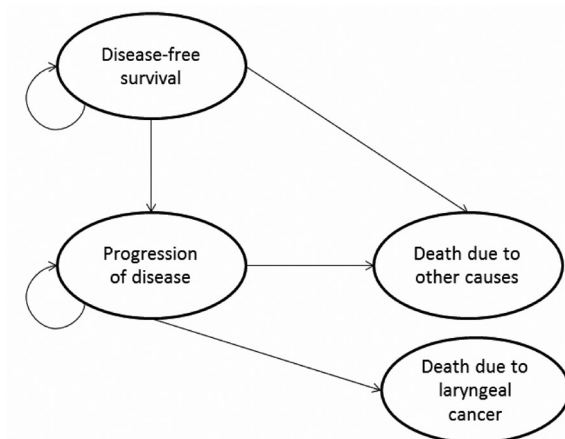 Disease-free
survival
Progression
of disease
Death due to
other causes
Death due to
laryngeal
cancer